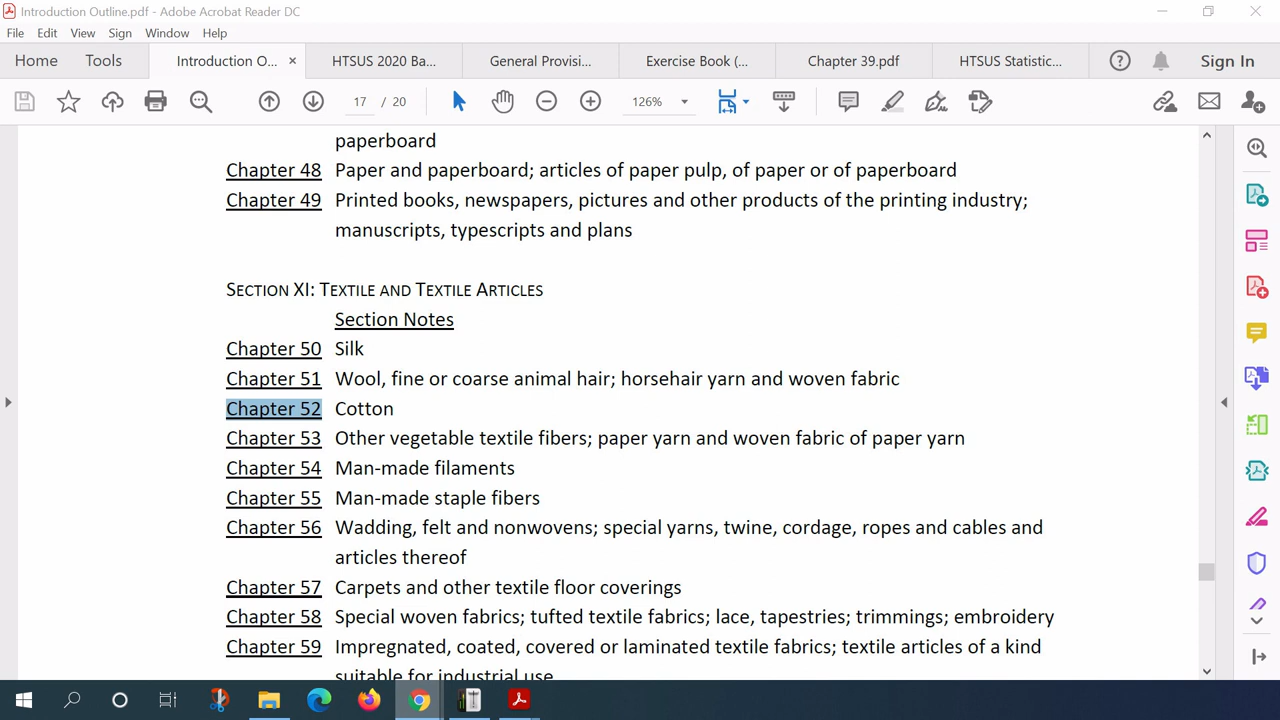 Introduction Outline.pdf - Adobe Acrobat Reader DC
File Edit View Sign Window Help
Home Tools Introduction O... × HTSUS 2020 Ba... General Provisi... Exercise Book (... Chapter 39.pdf HTSUS Statistic... Sign In
17 / 20 126%
paperboard
Chapter 48 Paper and paperboard; articles of paper pulp, of paper or of paperboard
Chapter 49 Printed books, newspapers, pictures and other products of the printing industry;
manuscripts, typescripts and plans
SECTION XI: TEXTILE AND TEXTILE ARTICLES
Section Notes
Chapter 50 Silk
Chapter 51 Wool, fine or coarse animal hair; horsehair yarn and woven fabric
Chapter 52 Cotton
Chapter 53 Other vegetable textile fibers; paper yarn and woven fabric of paper yarn
Chapter 54 Man-made filaments
Chapter 55 Man-made staple fibers
Chapter 56 Wadding, felt and nonwovens; special yarns, twine, cordage, ropes and cables and
articles thereof
Chapter 57 Carpets and other textile floor coverings
Chapter 58 Special woven fabrics; tufted textile fabrics; lace, tapestries; trimmings; embroidery
Chapter 59 Impregnated, coated, covered or laminated textile fabrics; textile articles of a kind
suitable for industrial use